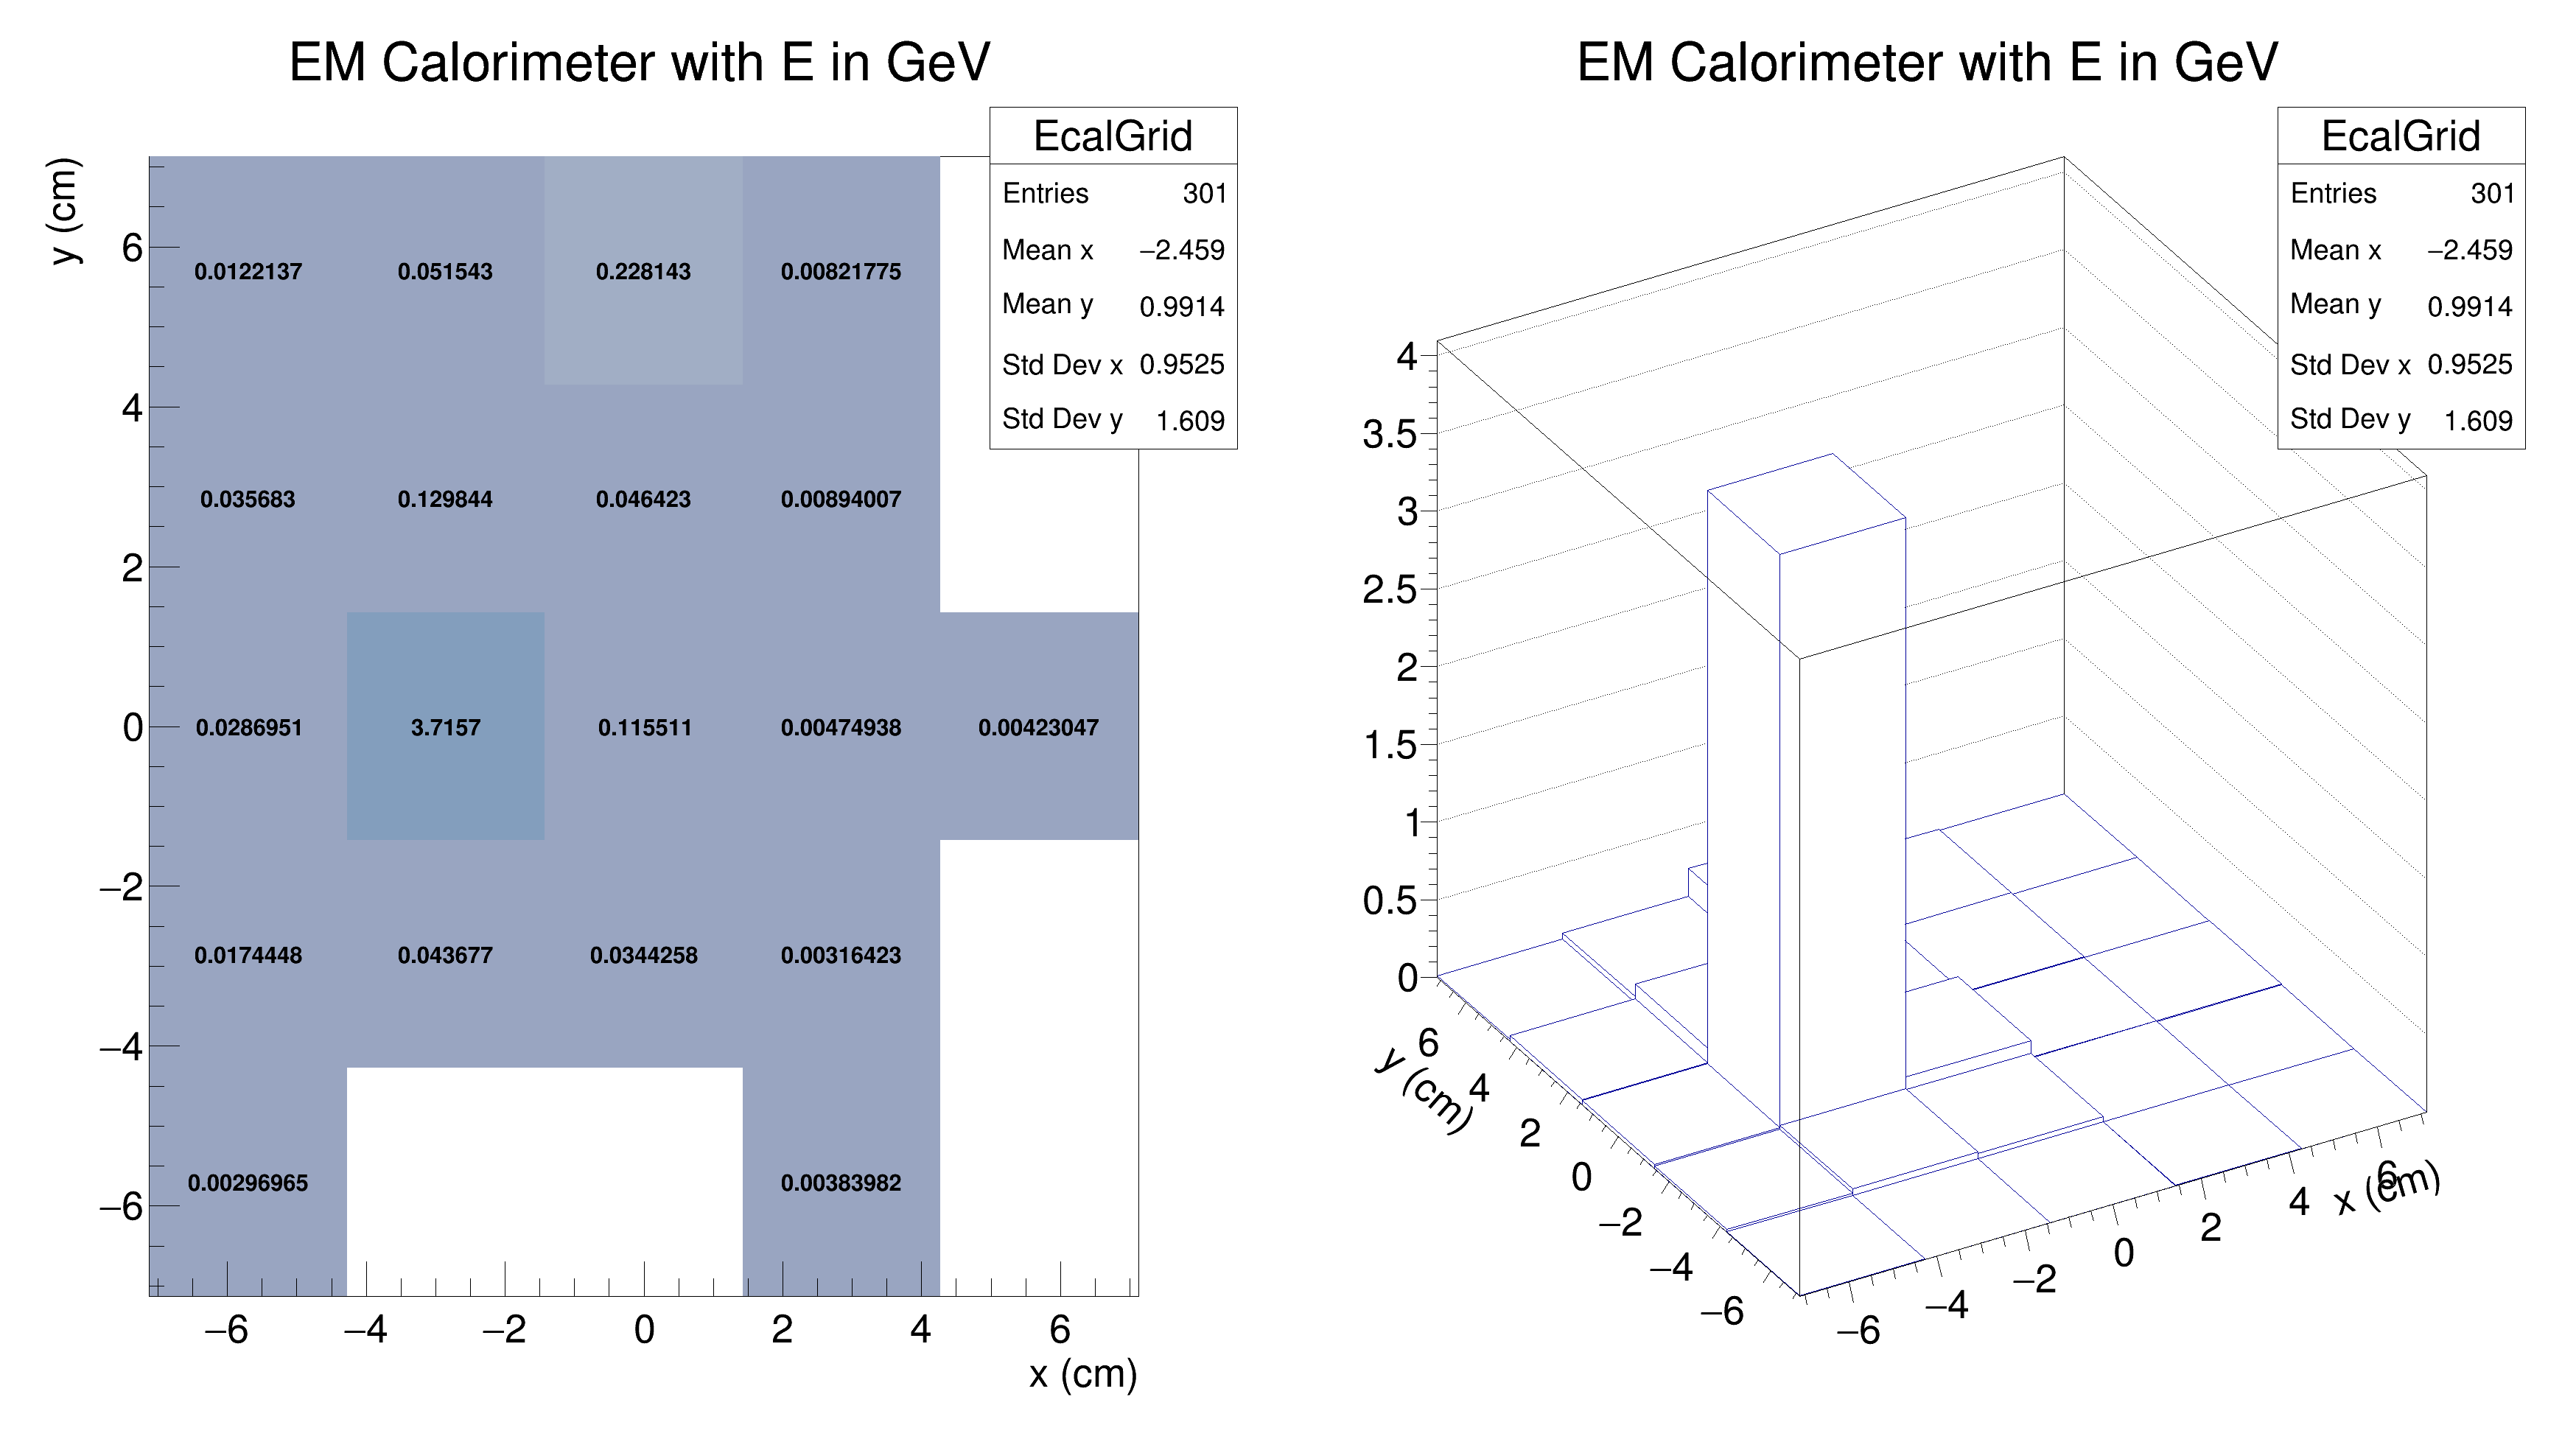 EM Calorimeter with E in GeV
EcalGrid
Entries 301
Mean x −2.459
Mean y 0.9914
Std Dev x 0.9525
Std Dev y 1.609
y (cm)
6
4
2
0
−2
−4
−6
0.0122137 0.051543 0.228143 0.00821775
0.035683 0.129844 0.046423 0.00894007
0.0286951 3.7157 0.115511 0.00474938 0.00423047
0.0174448 0.043677 0.0344258 0.00316423
0.00296965 0.00383982
−6 −4 −2 0 2 4 6
x (cm)
EM Calorimeter with E in GeV
EcalGrid
Entries 301
Mean x −2.459
Mean y 0.9914
Std Dev x 0.9525
Std Dev y 1.609
4
3.5
3
2.5
2
1.5
1
0.5
0
y (cm)
6
4
2
0
−2
−4
−6
−6 −4 −2 0 2 4 6
x (cm)